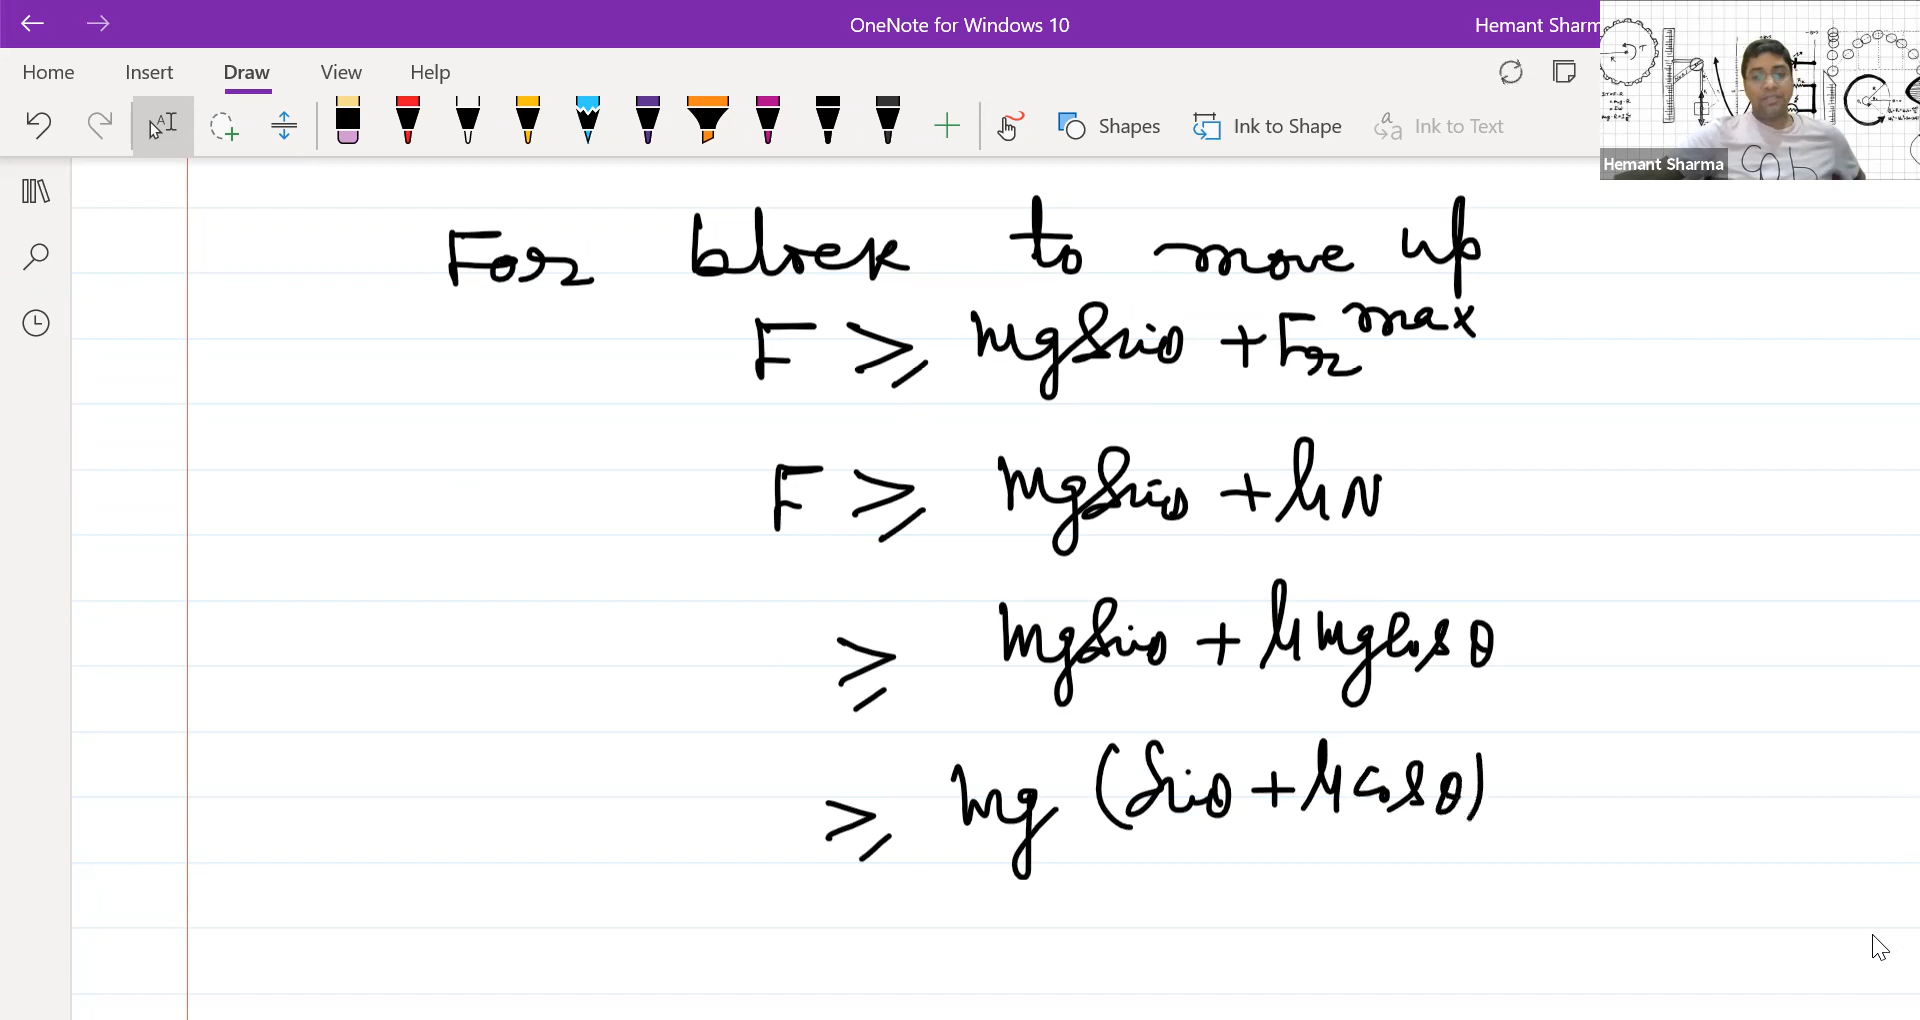 OneNote for Windows 10
Hemant Sharm
Home Insert Draw View Help
Shapes Ink to Shape Ink to Text
Hemant Sharma
For block to move up
F ⩾ mg sinθ + Fr max
F ⩾ mg sinθ + μN
⩾ mg sinθ + μmg cosθ
⩾ mg (sinθ + μ cosθ)